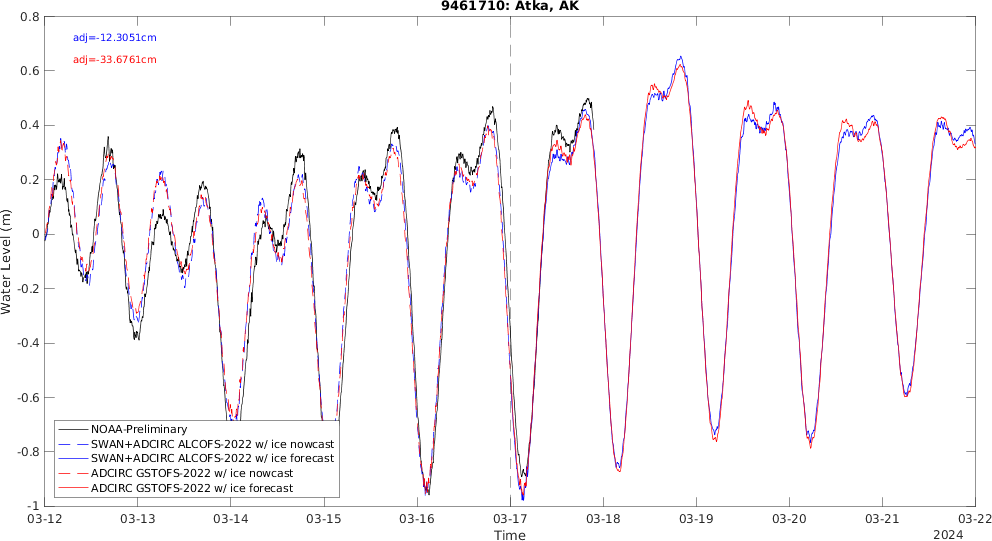 9461710: Atka, AK
adj=-12.3051cm
adj=-33.6761cm
0.8
0.6
0.4
0.2
0
-0.2
-0.4
-0.6
-0.8
-1
Water Level (m)
NOAA-Preliminary
SWAN+ADCIRC ALCOFS-2022 w/ ice nowcast
SWAN+ADCIRC ALCOFS-2022 w/ ice forecast
ADCIRC GSTOFS-2022 w/ ice nowcast
ADCIRC GSTOFS-2022 w/ ice forecast
03-12 03-13 03-14 03-15 03-16 03-17 03-18 03-19 03-20 03-21 03-22
Time
2024